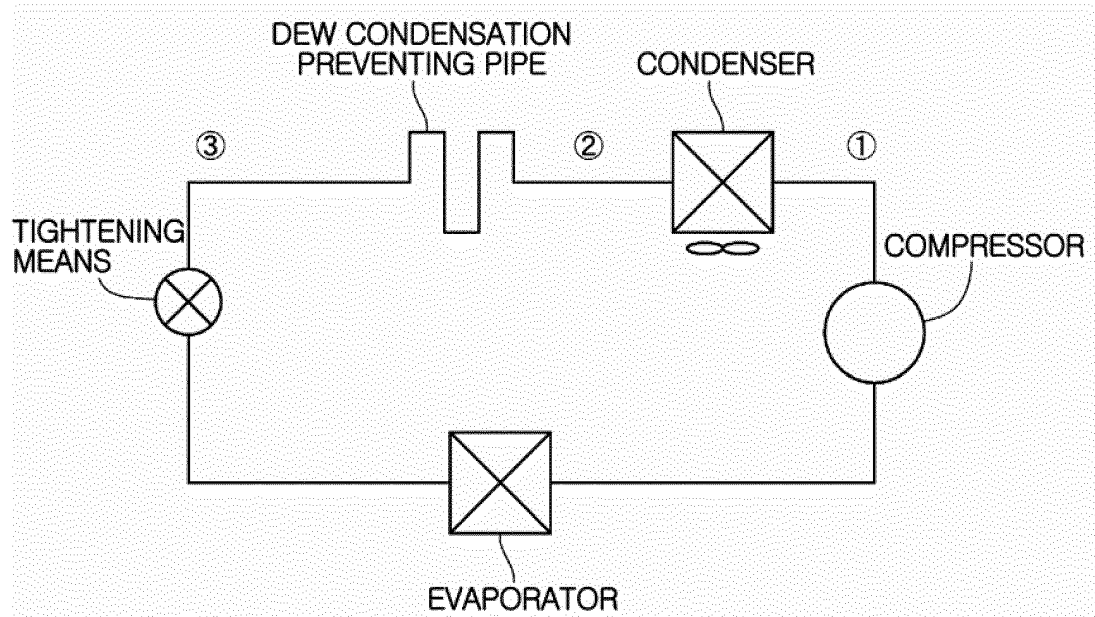 DEW CONDENSATION
PREVENTING PIPE
CONDENSER
③
②
①
TIGHTENING
MEANS
COMPRESSOR
EVAPORATOR